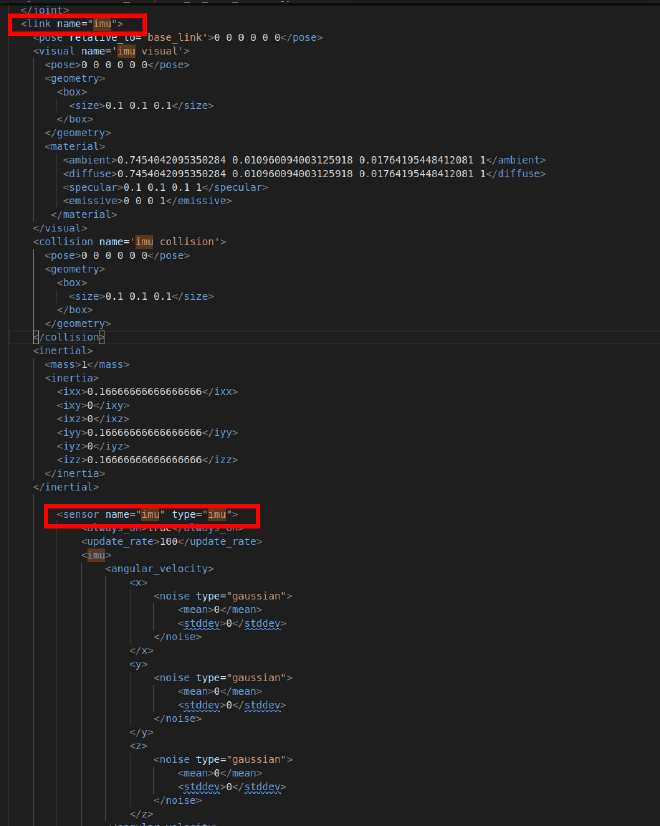 </joint>
<link name="imu">
<pose relative_to='base_link'>0 0 0 0 0 0</pose>
<visual name='imu visual'>
<pose>0 0 0 0 0 0</pose>
<geometry>
<box>
<size>0.1 0.1 0.1</size>
</box>
</geometry>
<material>
<ambient>0.7454042095350284 0.010960094003125918 0.01764195448412081 1</ambient>
<diffuse>0.7454042095350284 0.010960094003125918 0.01764195448412081 1</diffuse>
<specular>0.1 0.1 0.1 1</specular>
<emissive>0 0 0 1</emissive>
</material>
</visual>
<collision name='imu collision'>
<pose>0 0 0 0 0 0</pose>
<geometry>
<box>
<size>0.1 0.1 0.1</size>
</box>
</geometry>
</collision>
<inertial>
<mass>1</mass>
<inertia>
<ixx>0.16666666666666666</ixx>
<ixy>0</ixy>
<ixz>0</ixz>
<iyy>0.16666666666666666</iyy>
<iyz>0</iyz>
<izz>0.16666666666666666</izz>
</inertia>
</inertial>
<sensor name="imu" type="imu">
<always_on>true</always_on>
<update_rate>100</update_rate>
<imu>
<angular_velocity>
<x>
<noise type="gaussian">
<mean>0</mean>
<stddev>0</stddev>
</noise>
</x>
<y>
<noise type="gaussian">
<mean>0</mean>
<stddev>0</stddev>
</noise>
</y>
<z>
<noise type="gaussian">
<mean>0</mean>
<stddev>0</stddev>
</noise>
</z>
</angular_velocity>